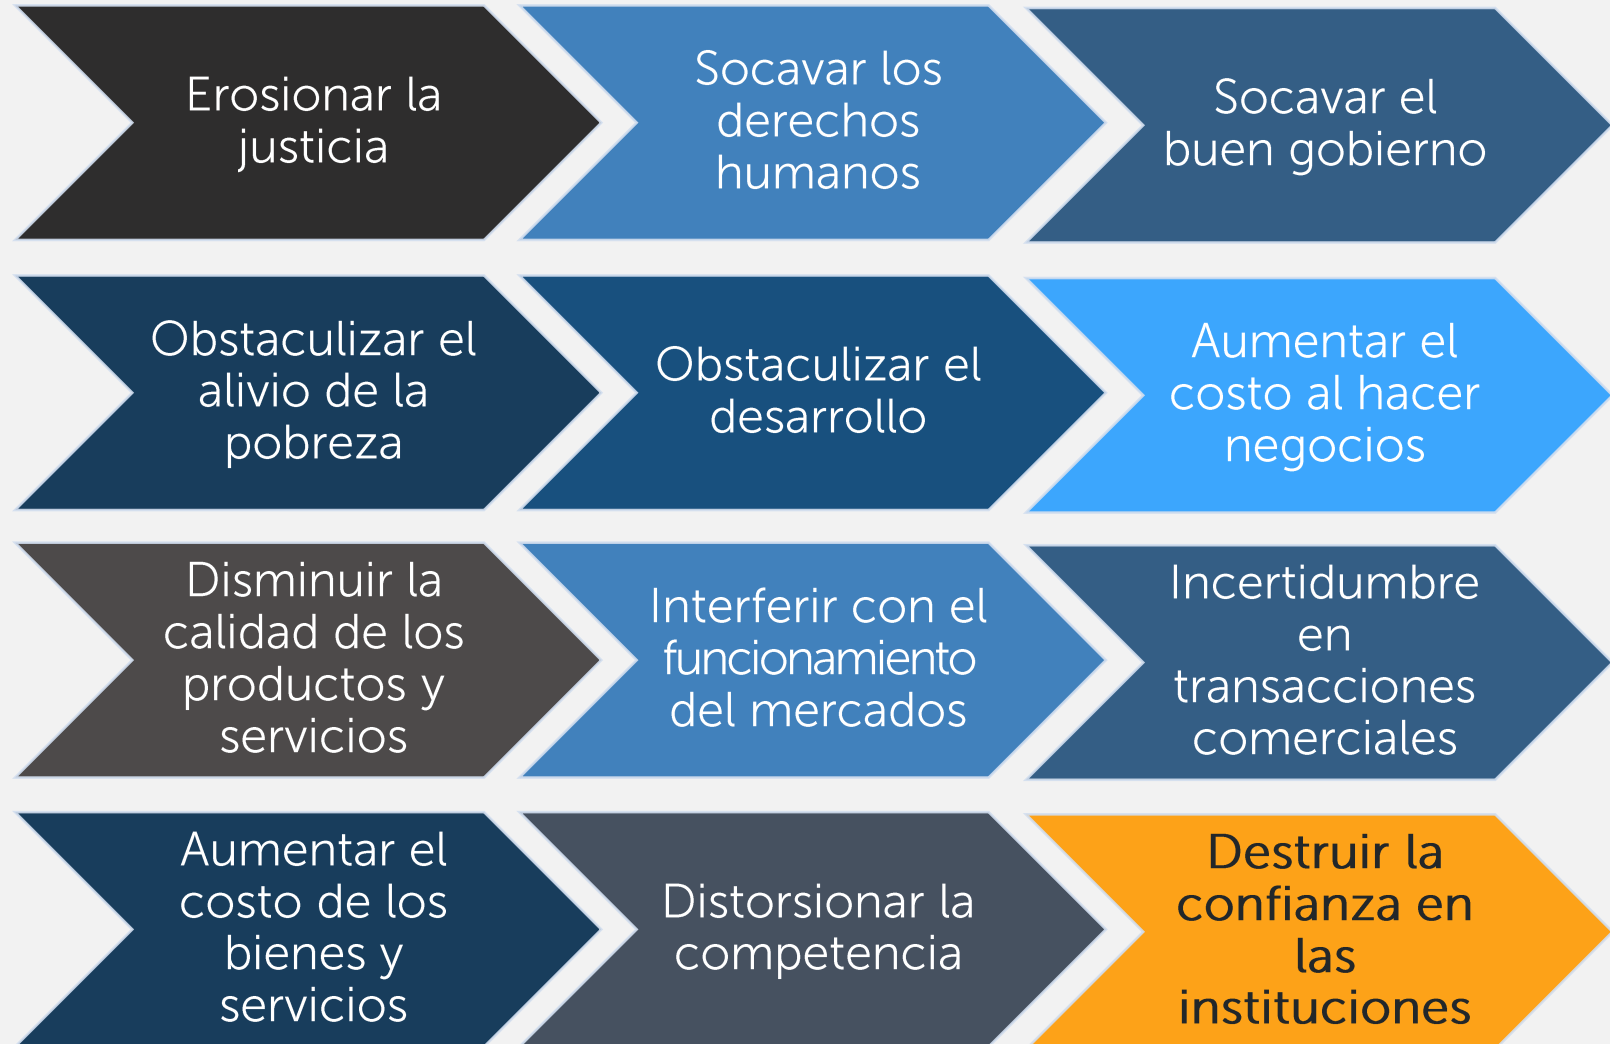 Erosionar la
justicia
Socavar los
derechos
humanos
Socavar el
buen gobierno
Obstaculizar el
alivio de la
pobreza
Obstaculizar el
desarrollo
Aumentar el
costo al hacer
negocios
Disminuir la
calidad de los
productos y
servicios
Interferir con el
funcionamiento
del mercados
Incertidumbre
en
transacciones
comerciales
Aumentar el
costo de los
bienes y
servicios
Distorsionar la
competencia
Destruir la
confianza en
las
instituciones